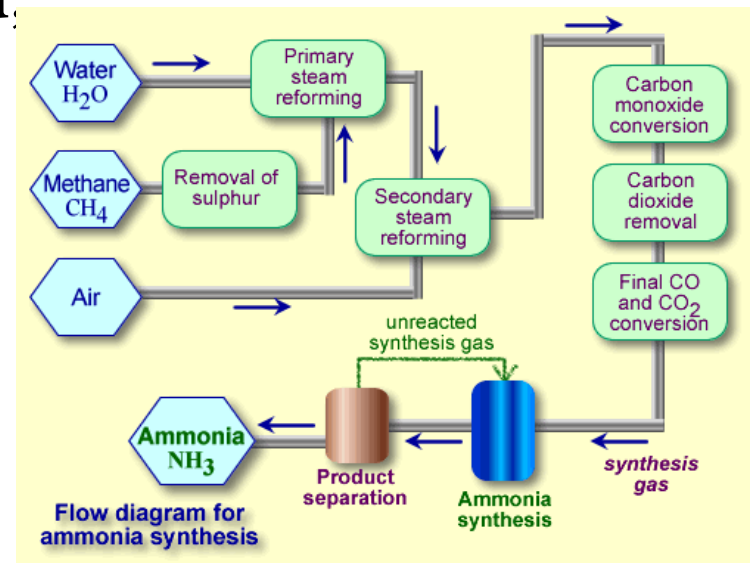 Water
H2O
Primary
steam
reforming
Carbon
monoxide
conversion
Methane
CH4
Removal of
sulphur
Secondary
steam
reforming
Carbon
dioxide
removal
Air
Final CO
and CO2
conversion
unreacted
synthesis gas
Ammonia
NH3
Product
separation
Ammonia
synthesis
synthesis
gas
Flow diagram for
ammonia synthesis